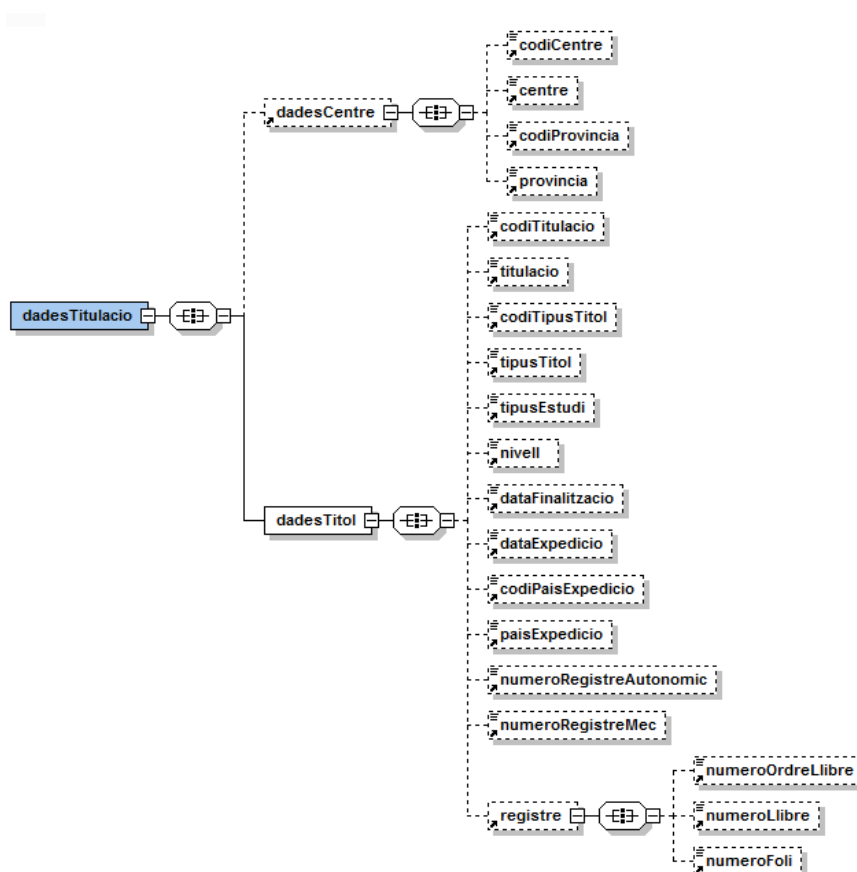 codiCentre
centre
dadesCentre
codiProvincia
provincia
codiTitulacio
titulacio
dadesTitulacio
codiTipusTitol
tipusTitol
tipusEstudi
nivell
dataFinalitzacio
dadesTitol
dataExpedicio
codiPaisExpedicio
paisExpedicio
numeroRegistreAutonomic
numeroRegistreMec
numeroOrdreLlibre
registre
numeroLlibre
numeroFoli